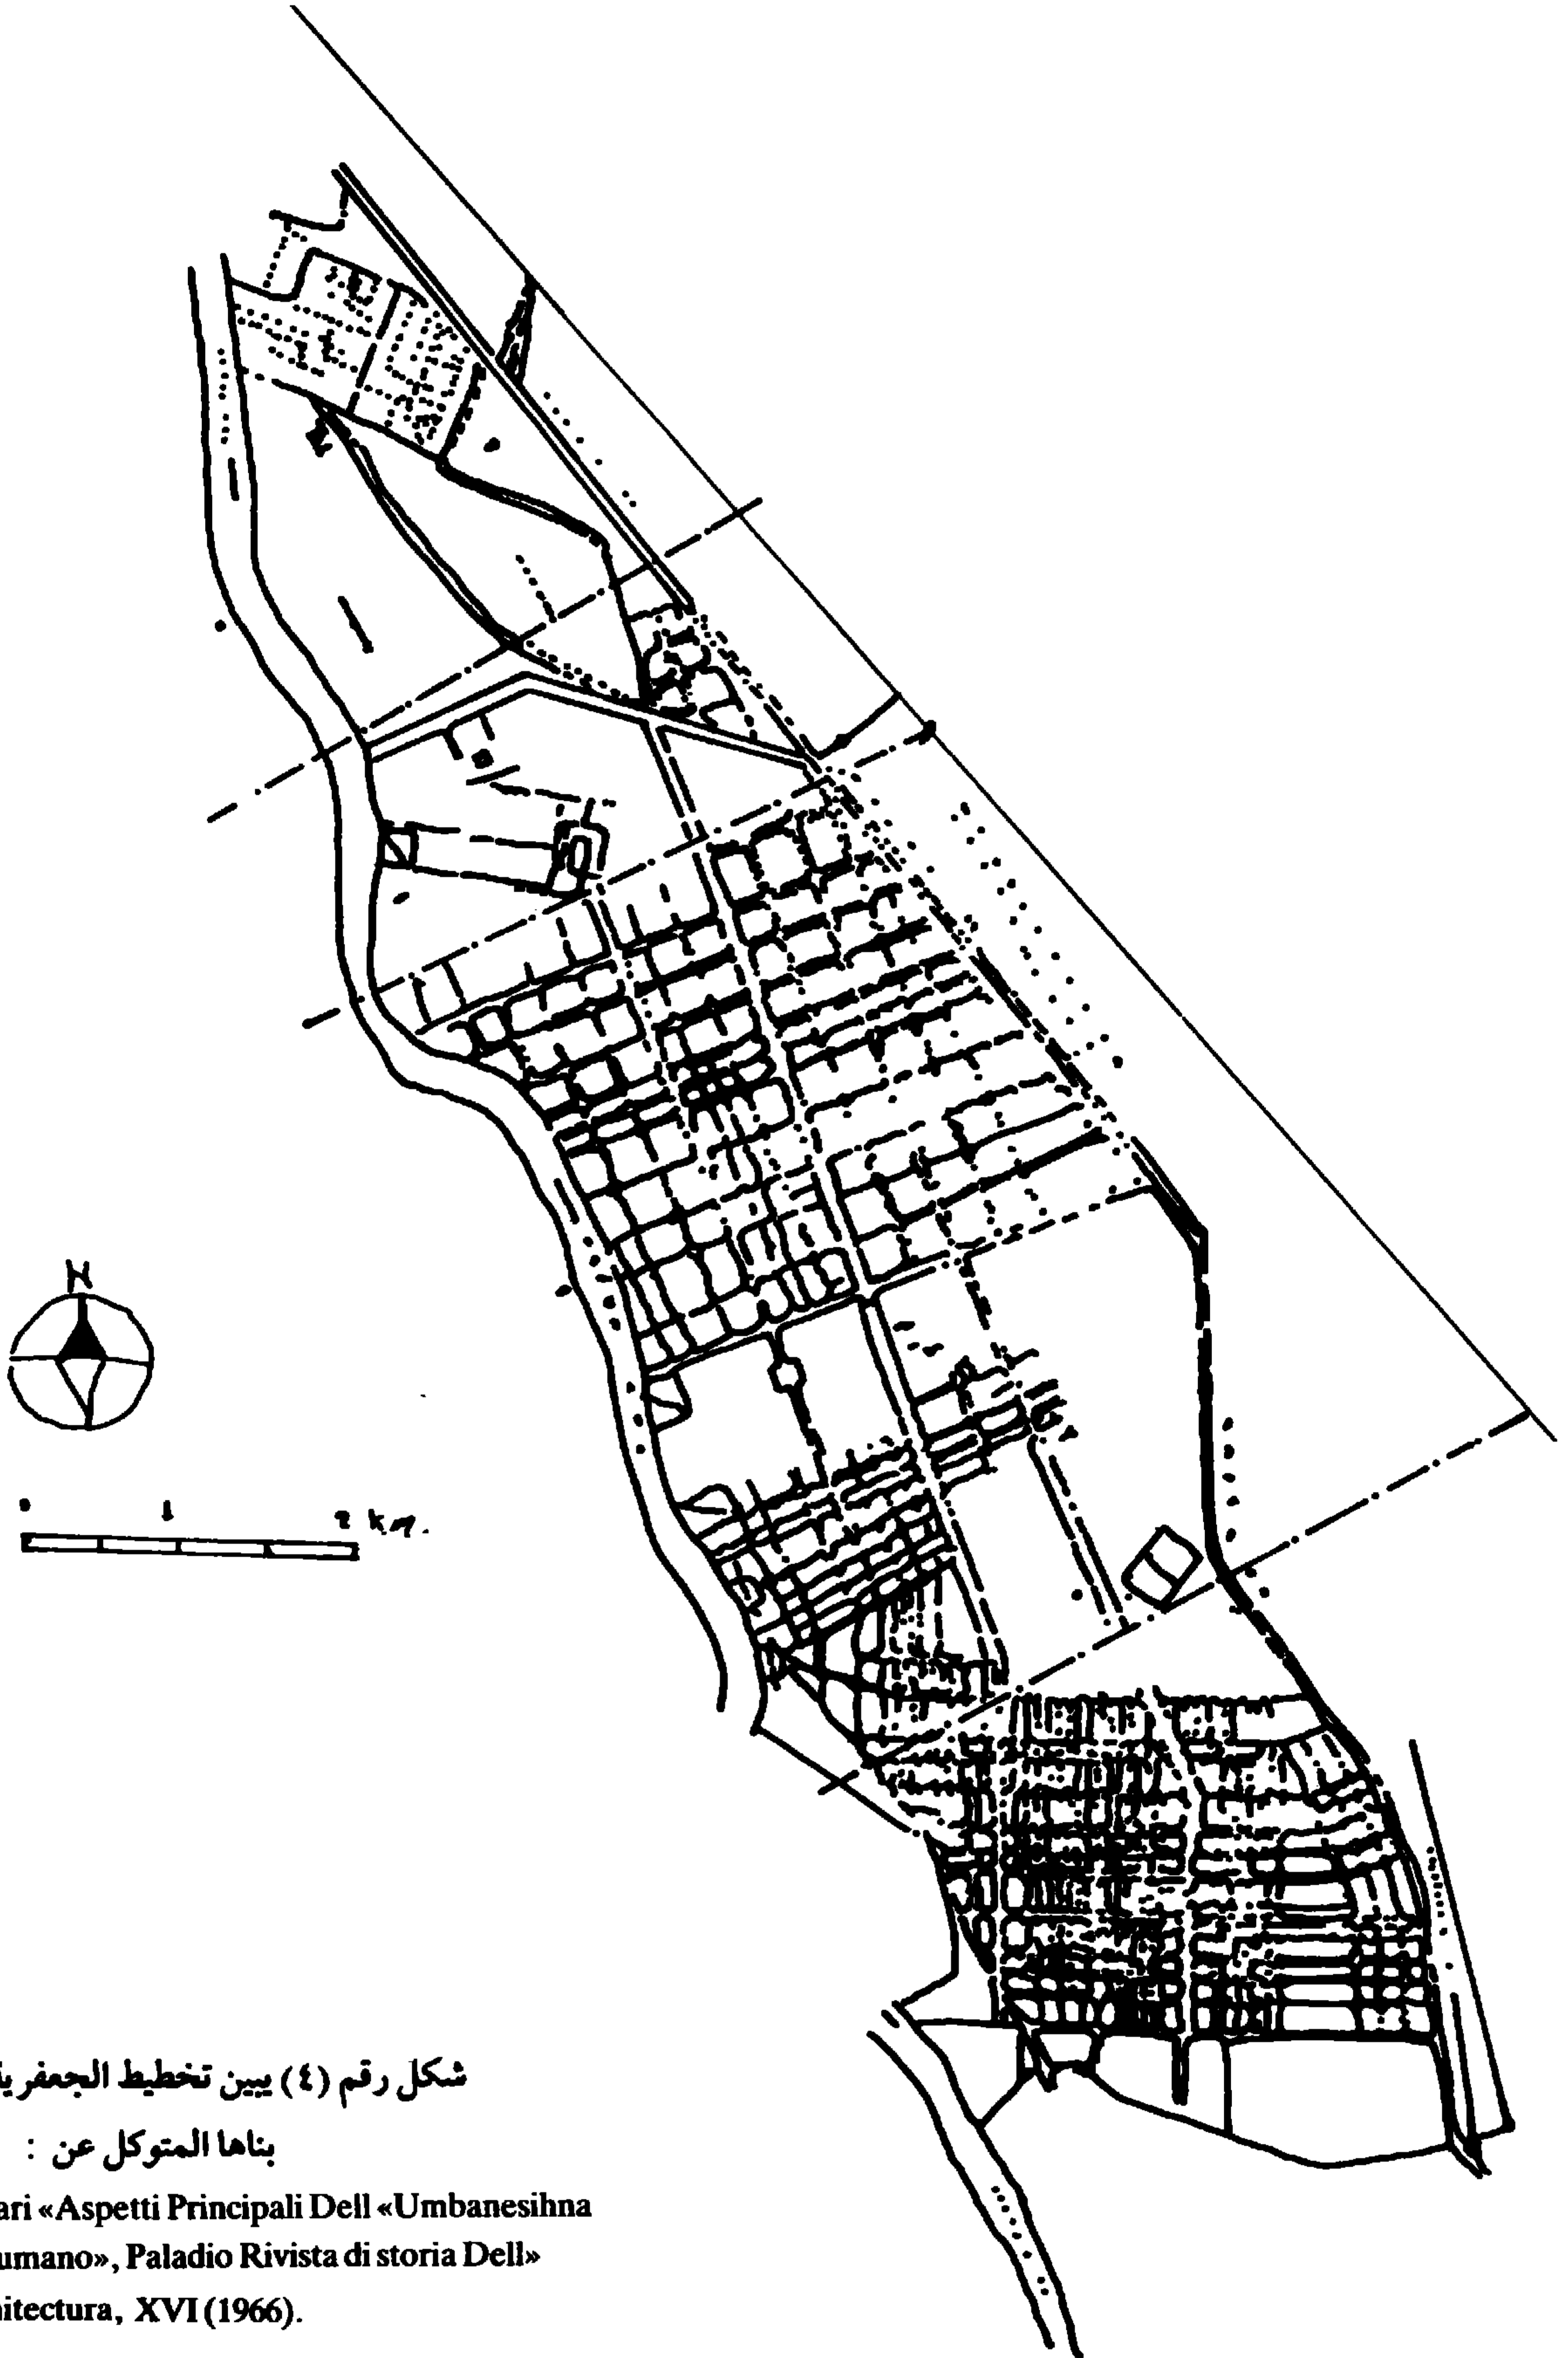 N
0 1 2 km.
شكل رقم (٤) يبين تخطيط الجعفرية
بناها المتوكل عن :
ari «Aspetti Principali Dell «Umbanesihna
umano», Paladio Rivista di storia Dell»
itectura, XVI (1966).